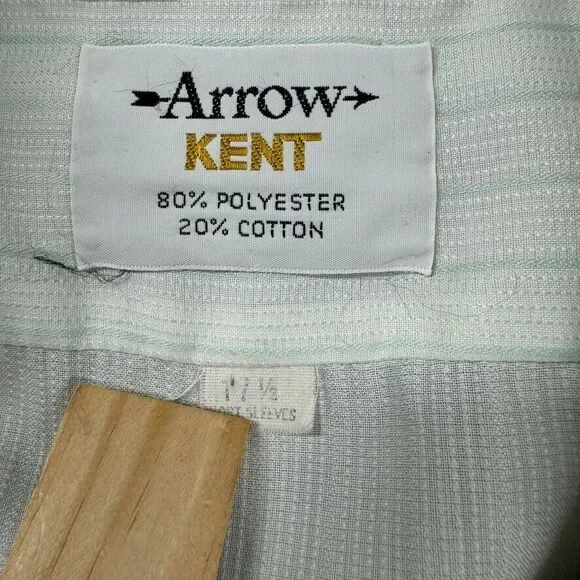 Arrow
KENT
80% POLYESTER
20% COTTON
17 ½
SLEEVES